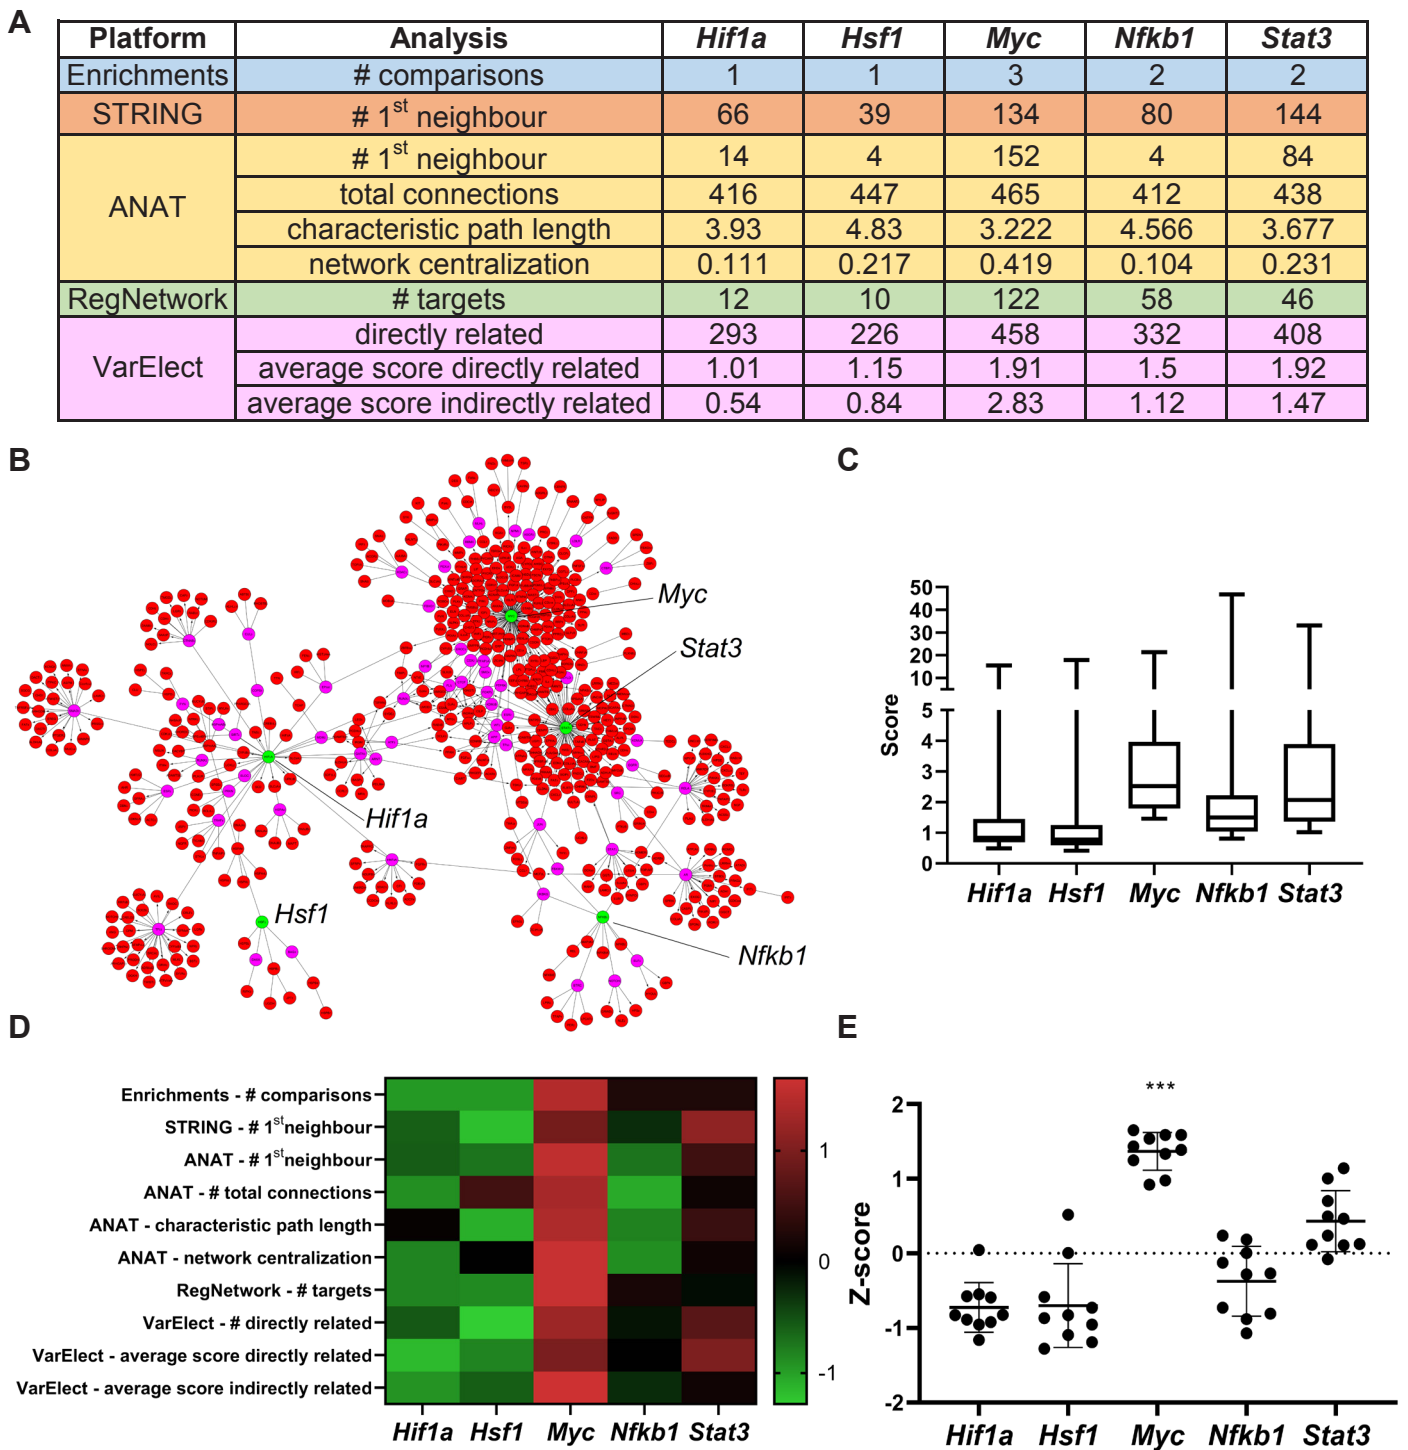 A
Platform Analysis Hif1a Hsf1 Myc Nfkb1 Stat3
Enrichments # comparisons 1 1 3 2 2
STRING # 1st neighbour 66 39 134 80 144
ANAT # 1st neighbour 14 4 152 4 84
total connections 416 447 465 412 438
characteristic path length 3.93 4.83 3.222 4.566 3.677
network centralization 0.111 0.217 0.419 0.104 0.231
RegNetwork # targets 12 10 122 58 46
VarElect directly related 293 226 458 332 408
average score directly related 1.01 1.15 1.91 1.5 1.92
average score indirectly related 0.54 0.84 2.83 1.12 1.47
B
Myc
Stat3
Hif1a
Hsf1
Nfkb1
C
Score
50
40
30
20
10
5
4
3
2
1
0
Hif1a Hsf1 Myc Nfkb1 Stat3
D
Enrichments - # comparisons
STRING - # 1st neighbour
ANAT - # 1st neighbour
ANAT - # total connections
ANAT - characteristic path length
ANAT - network centralization
RegNetwork - # targets
VarElect - # directly related
VarElect - average score directly related
VarElect - average score indirectly related
Hif1a Hsf1 Myc Nfkb1 Stat3
1
0
-1
E
Z-score
2
1
0
-1
-2
***
Hif1a Hsf1 Myc Nfkb1 Stat3